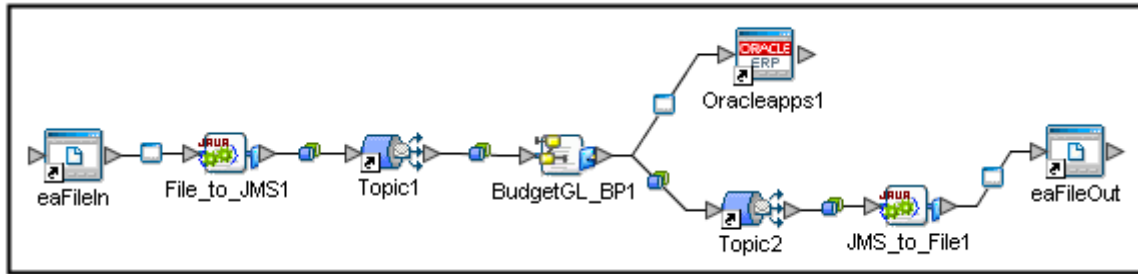 ORACLE
ERP
Oracleapps1
JAVA
eaFileIn
File_to_JMS1
Topic1
BudgetGL_BP1
JAVA
eaFileOut
Topic2
JMS_to_File1